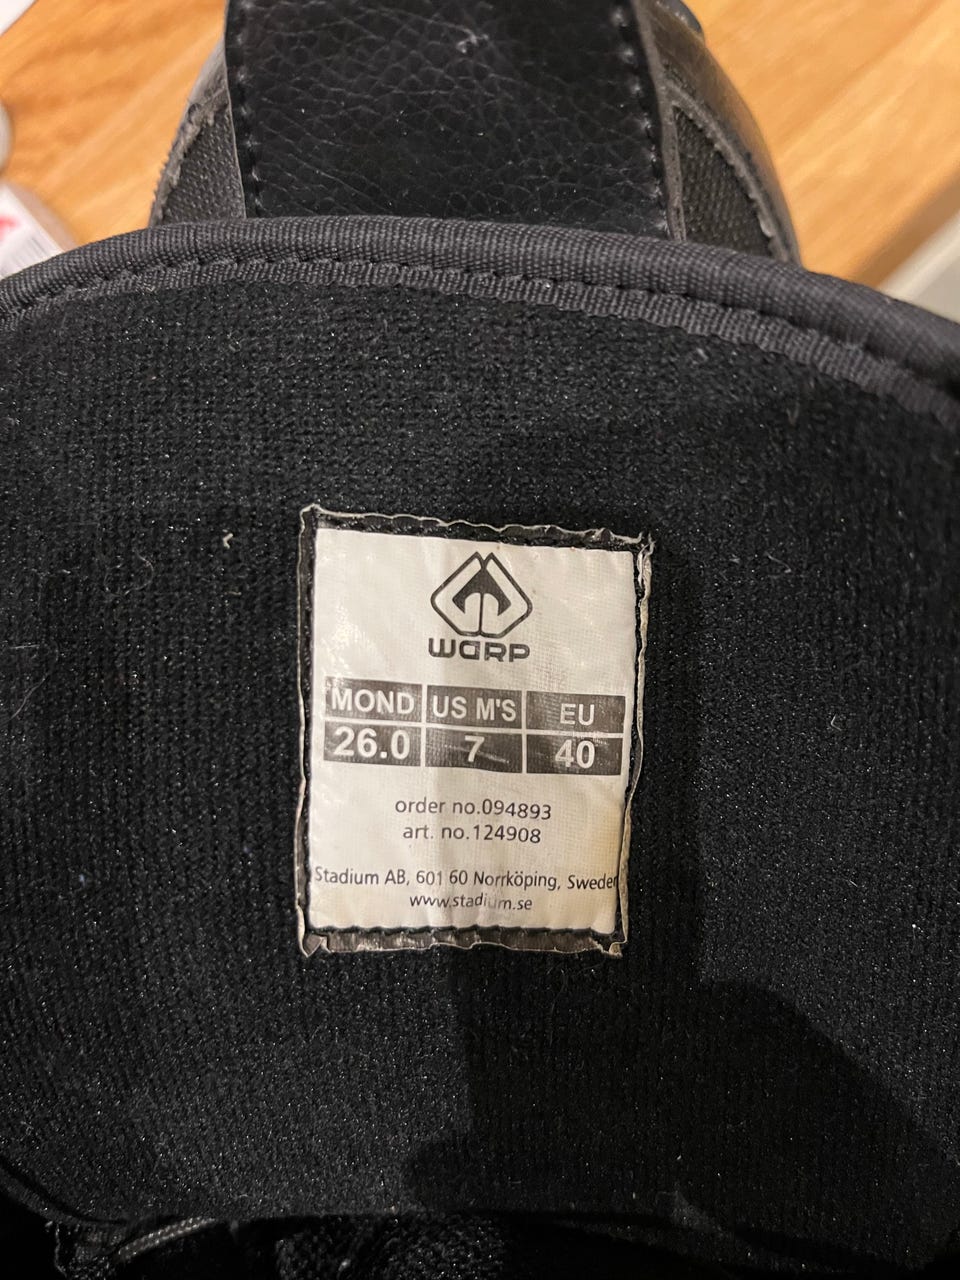 WARP
MOND US M'S EU
26.0 7 40
order no.094893
art. no.124908
Stadium AB, 601 60 Norrköping, Sweden
www.stadium.se